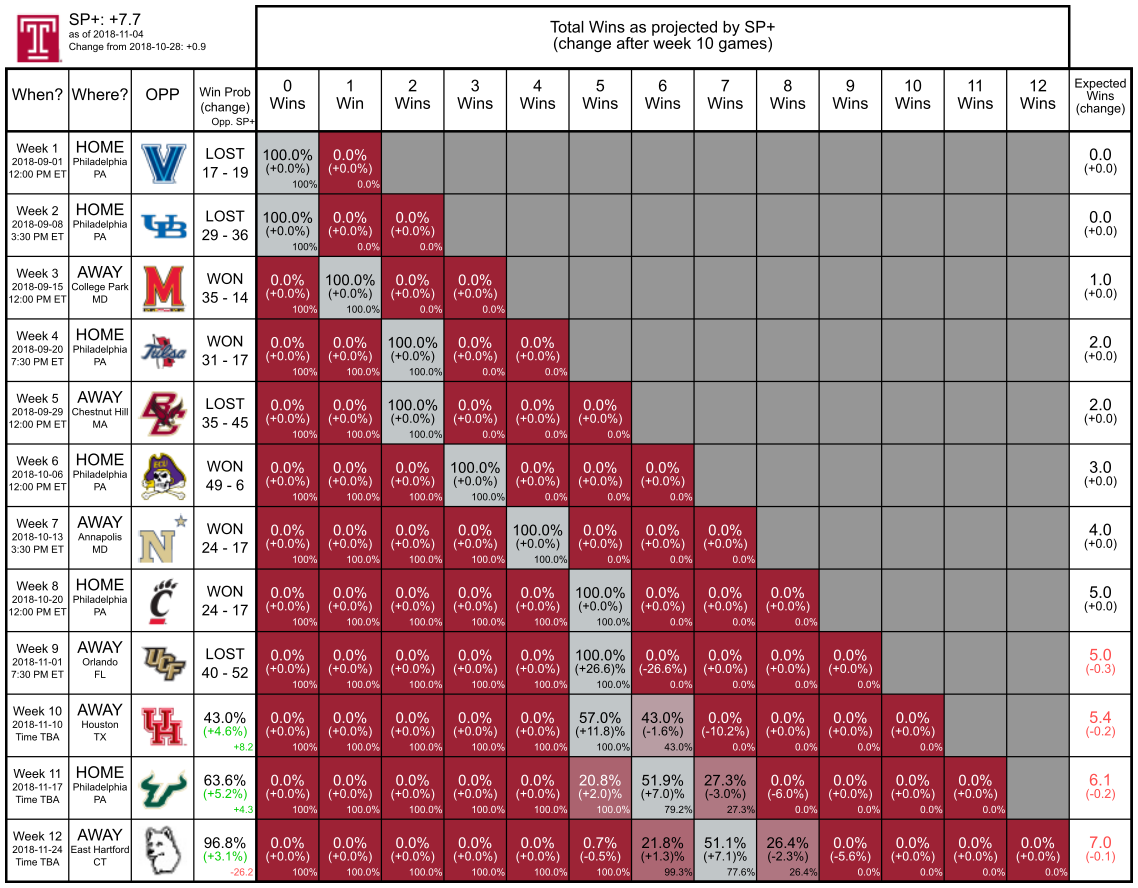 SP+: +7.7
as of 2018-11-04
Change from 2018-10-28: +0.9
Total Wins as projected by SP+
(change after week 10 games)
When? Where? OPP Win Prob 0 1 2 3 4 5 6 7 8 9 10 11 12 Expected
(change) Wins Win Wins Wins Wins Wins Wins Wins Wins Wins Wins Wins Wins Wins
Opp. SP+ (change)
Week 1 HOME LOST 100.0% 0.0% 0.0
2018-09-01 Philadelphia 17 - 19 (+0.0%) (+0.0%) (+0.0)
12:00 PM ET PA 100% 0.0%
Week 2 HOME LOST 100.0% 0.0% 0.0% 0.0
2018-09-08 Philadelphia UB 29 - 36 (+0.0%) (+0.0%) (+0.0%) (+0.0)
3:30 PM ET PA 100% 0.0% 0.0%
Week 3 AWAY WON 0.0% 100.0% 0.0% 0.0% 1.0
2018-09-15 College Park M 35 - 14 (+0.0%) (+0.0%) (+0.0%) (+0.0%) (+0.0)
12:00 PM ET MD 100% 100.0% 0.0% 0.0%
Week 4 HOME WON 0.0% 0.0% 100.0% 0.0% 0.0% 2.0
2018-09-20 Philadelphia Tulsa 31 - 17 (+0.0%) (+0.0%) (+0.0%) (+0.0%) (+0.0%) (+0.0)
7:30 PM ET PA 100% 100.0% 100.0% 0.0% 0.0%
Week 5 AWAY LOST 0.0% 0.0% 100.0% 0.0% 0.0% 0.0% 2.0
2018-09-29 Chestnut Hill BC 35 - 45 (+0.0%) (+0.0%) (+0.0%) (+0.0%) (+0.0%) (+0.0%) (+0.0)
12:00 PM ET MA 100% 100.0% 100.0% 0.0% 0.0% 0.0%
Week 6 HOME ECU WON 0.0% 0.0% 0.0% 100.0% 0.0% 0.0% 0.0% 3.0
2018-10-06 Philadelphia 49 - 6 (+0.0%) (+0.0%) (+0.0%) (+0.0%) (+0.0%) (+0.0%) (+0.0%) (+0.0)
12:00 PM ET PA 100% 100.0% 100.0% 100.0% 0.0% 0.0% 0.0%
Week 7 AWAY WON 0.0% 0.0% 0.0% 0.0% 100.0% 0.0% 0.0% 0.0% 4.0
2018-10-13 Annapolis N 24 - 17 (+0.0%) (+0.0%) (+0.0%) (+0.0%) (+0.0%) (+0.0%) (+0.0%) (+0.0%) (+0.0)
3:30 PM ET MD 100% 100.0% 100.0% 100.0% 100.0% 0.0% 0.0% 0.0%
Week 8 HOME WON 0.0% 0.0% 0.0% 0.0% 0.0% 100.0% 0.0% 0.0% 0.0% 5.0
2018-10-20 Philadelphia C 24 - 17 (+0.0%) (+0.0%) (+0.0%) (+0.0%) (+0.0%) (+0.0%) (+0.0%) (+0.0%) (+0.0%) (+0.0)
12:00 PM ET PA 100% 100.0% 100.0% 100.0% 100.0% 100.0% 0.0% 0.0% 0.0%
Week 9 AWAY LOST 0.0% 0.0% 0.0% 0.0% 0.0% 100.0% 0.0% 0.0% 0.0% 0.0% 5.0
2018-11-01 Orlando UCF 40 - 52 (+0.0%) (+0.0%) (+0.0%) (+0.0%) (+0.0%) (+26.6)% (-26.6%) (+0.0%) (+0.0%) (+0.0%) (-0.3)
7:30 PM ET FL 100% 100.0% 100.0% 100.0% 100.0% 100.0% 0.0% 0.0% 0.0% 0.0%
Week 10 AWAY 43.0% 0.0% 0.0% 0.0% 0.0% 0.0% 57.0% 43.0% 0.0% 0.0% 0.0% 0.0% 5.4
2018-11-10 Houston UH (+4.6%) (+0.0%) (+0.0%) (+0.0%) (+0.0%) (+0.0%) (+11.8)% (-1.6%) (-10.2%) (+0.0%) (+0.0%) (+0.0%) (-0.2)
Time TBA TX +8.2 100% 100.0% 100.0% 100.0% 100.0% 100.0% 43.0% 0.0% 0.0% 0.0% 0.0%
Week 11 HOME 63.6% 0.0% 0.0% 0.0% 0.0% 0.0% 20.8% 51.9% 27.3% 0.0% 0.0% 0.0% 0.0% 6.1
2018-11-17 Philadelphia (+5.2%) (+0.0%) (+0.0%) (+0.0%) (+0.0%) (+0.0%) (+2.0)% (+7.0)% (-3.0%) (-6.0%) (+0.0%) (+0.0%) (+0.0%) (-0.2)
Time TBA PA +4.3 100% 100.0% 100.0% 100.0% 100.0% 100.0% 79.2% 27.3% 0.0% 0.0% 0.0% 0.0%
Week 12 AWAY 96.8% 0.0% 0.0% 0.0% 0.0% 0.0% 0.7% 21.8% 51.1% 26.4% 0.0% 0.0% 0.0% 0.0% 7.0
2018-11-24 East Hartford (+3.1%) (+0.0%) (+0.0%) (+0.0%) (+0.0%) (+0.0%) (-0.5%) (+1.3)% (+7.1)% (-2.3%) (-5.6%) (+0.0%) (+0.0%) (+0.0%) (-0.1)
Time TBA CT -26.2 100% 100.0% 100.0% 100.0% 100.0% 100.0% 99.3% 77.6% 26.4% 0.0% 0.0% 0.0% 0.0%